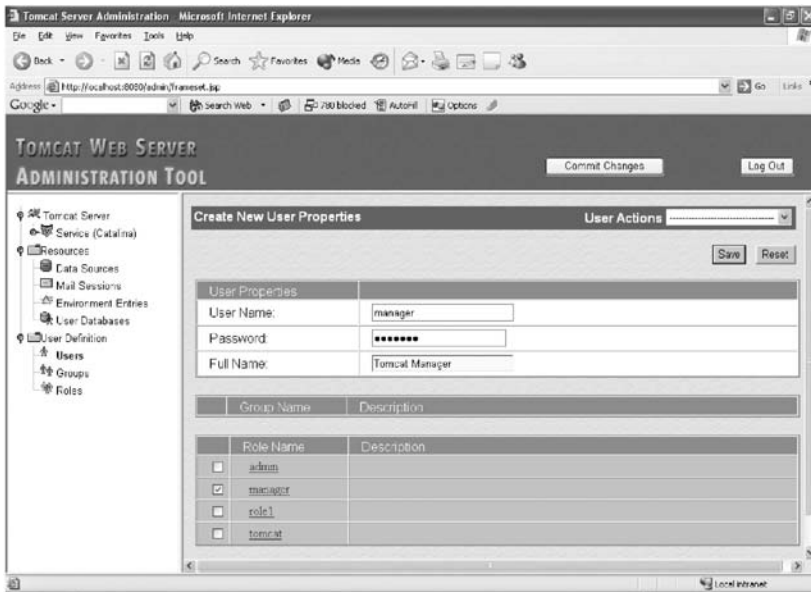 Tomcat Server Administration - Microsoft Internet Explorer
File Edit View Favorites Tools Help
Back Search Favorites Media
Address http://localhost:8080/admin/frameset.jsp Go Links
Google Search Web 780 blocked AutoFill Options
TOMCAT WEB SERVER
ADMINISTRATION TOOL
Commit Changes Log Out
Tomcat Server
Service (Catalina)
Resources
Data Sources
Mail Sessions
Environment Entries
User Databases
User Definition
Users
Groups
Roles
Create New User Properties User Actions
Save Reset
User Properties
User Name: manager
Password: •••••••
Full Name: Tomcat Manager
Group Name Description
Role Name Description
admin
manager
role1
tomcat
Local intranet